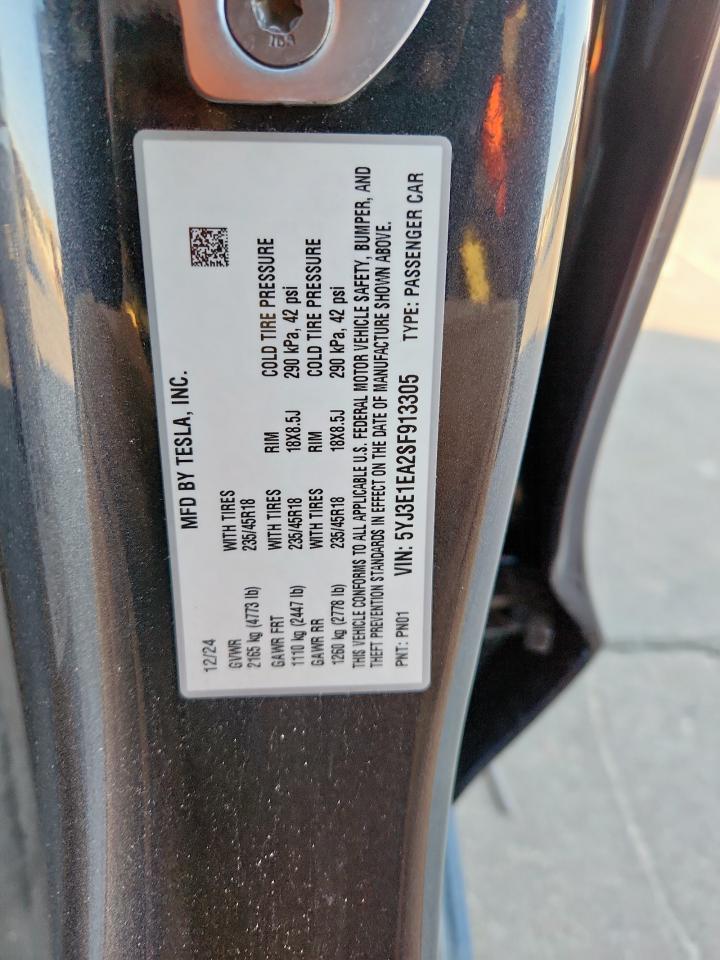 MFD BY TESLA, INC.
12/24
GVWR WITH TIRES RIM COLD TIRE PRESSURE
2165 kg (4773 lb) 235/45R18
GAWR FRT WITH TIRES RIM COLD TIRE PRESSURE
1110 kg (2447 lb) 235/45R18 18X8.5J 290 kPa, 42 psi
GAWR RR WITH TIRES RIM COLD TIRE PRESSURE
1260 kg (2778 lb) 235/45R18 18X8.5J 290 kPa, 42 psi
THIS VEHICLE CONFORMS TO ALL APPLICABLE U.S. FEDERAL MOTOR VEHICLE SAFETY, BUMPER, AND
THEFT PREVENTION STANDARDS IN EFFECT ON THE DATE OF MANUFACTURE SHOWN ABOVE.
PNT: PN01 VIN: 5YJ3E1EA2SF913305 TYPE: PASSENGER CAR